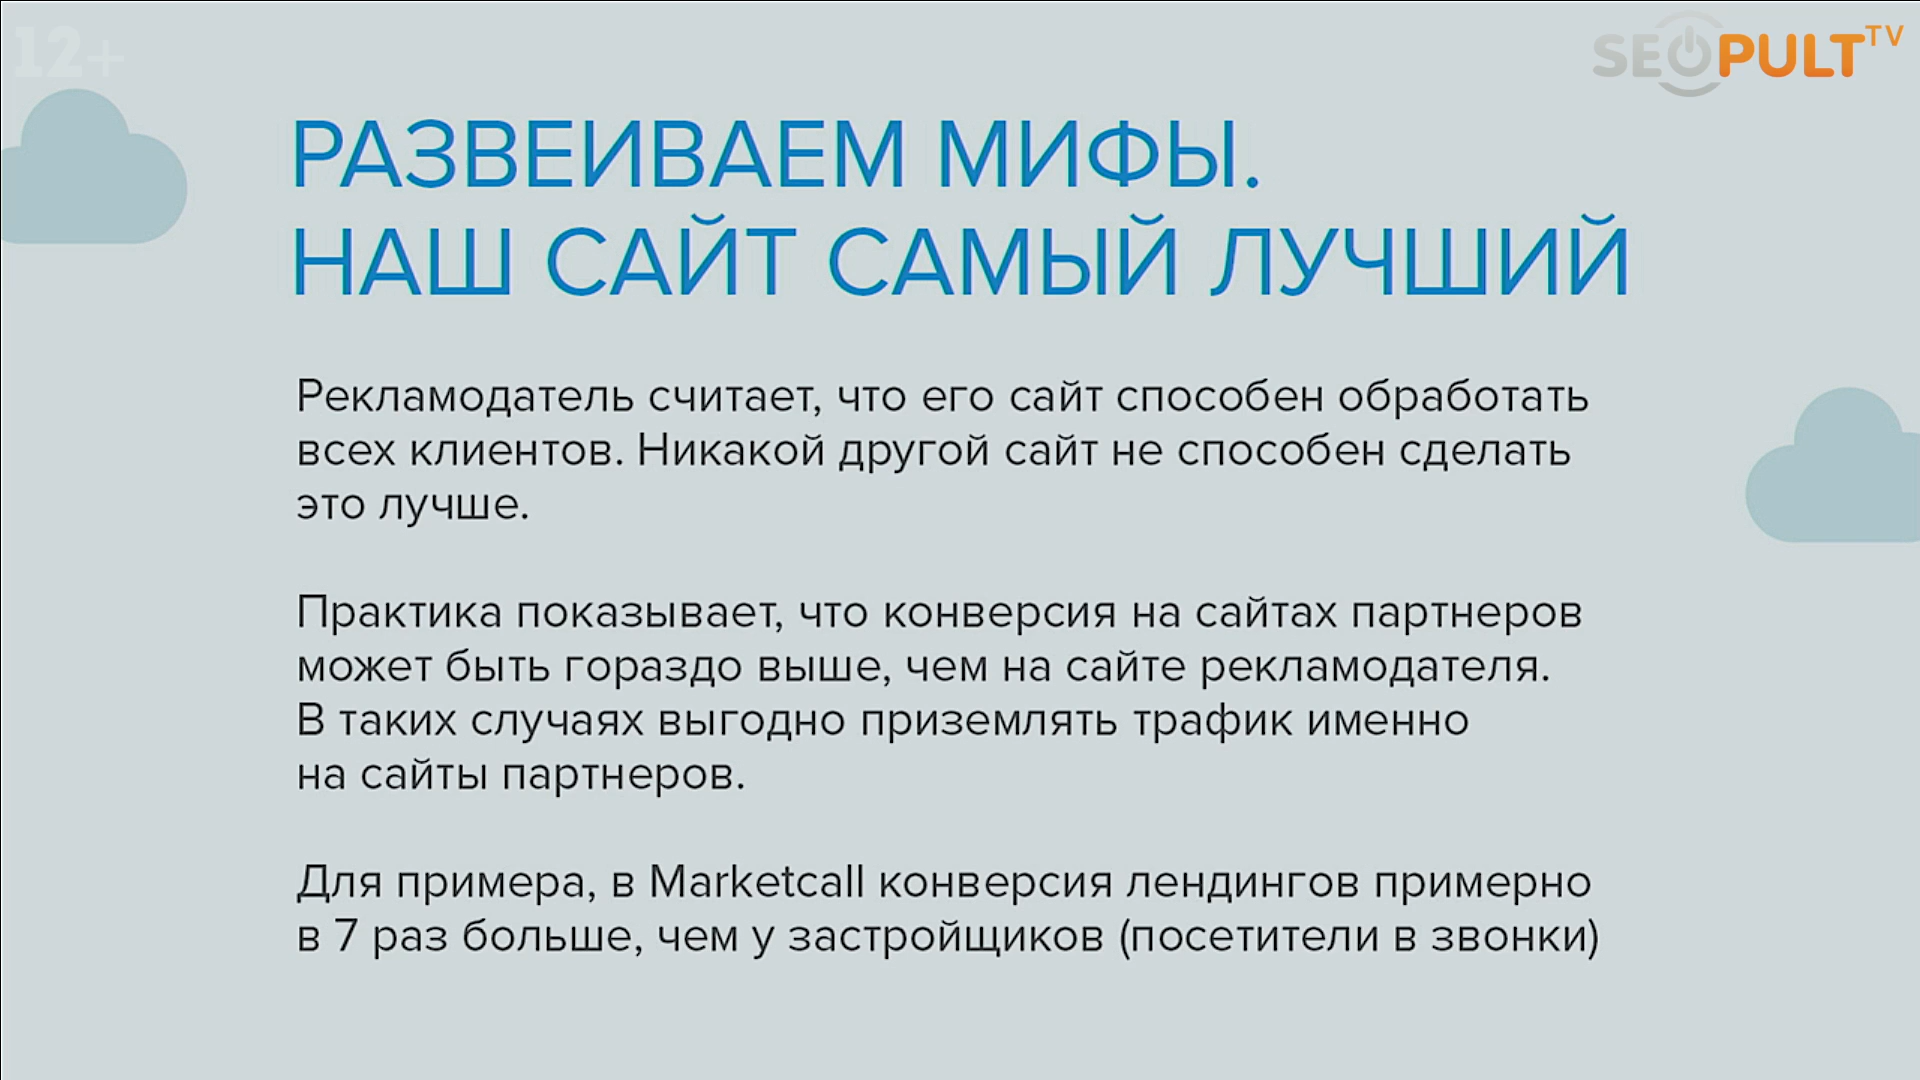 12+
SEOPULT TV
РАЗВЕИВАЕМ МИФЫ.
НАШ САЙТ САМЫЙ ЛУЧШИЙ
Рекламодатель считает, что его сайт способен обработать
всех клиентов. Никакой другой сайт не способен сделать
это лучше.
Практика показывает, что конверсия на сайтах партнеров
может быть гораздо выше, чем на сайте рекламодателя.
В таких случаях выгодно приземлять трафик именно
на сайты партнеров.
Для примера, в Marketcall конверсия лендингов примерно
в 7 раз больше, чем у застройщиков (посетители в звонки)